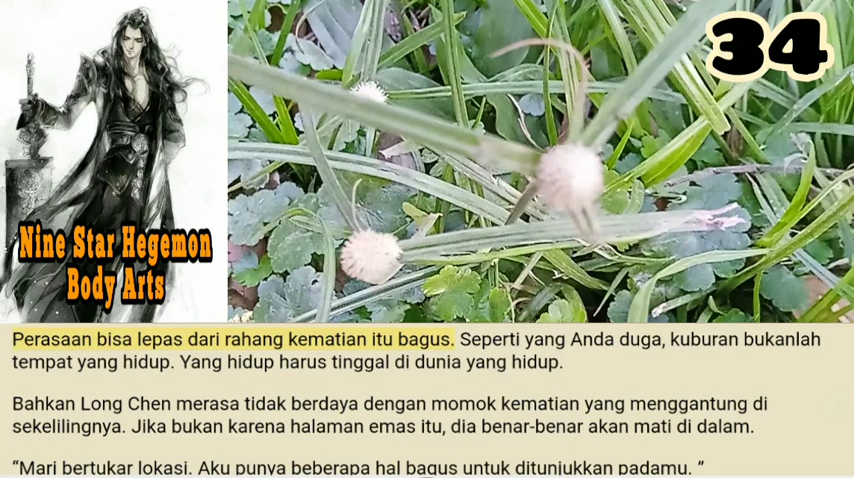 34
Nine Star Hegemon
Body Arts
Perasaan bisa lepas dari rahang kematian itu bagus. Seperti yang Anda duga, kuburan bukanlah
tempat yang hidup. Yang hidup harus tinggal di dunia yang hidup.
Bahkan Long Chen merasa tidak berdaya dengan momok kematian yang menggantung di
sekelilingnya. Jika bukan karena halaman emas itu, dia benar-benar akan mati di dalam.
“Mari bertukar lokasi. Aku punya beberapa hal bagus untuk ditunjukkan padamu. ”